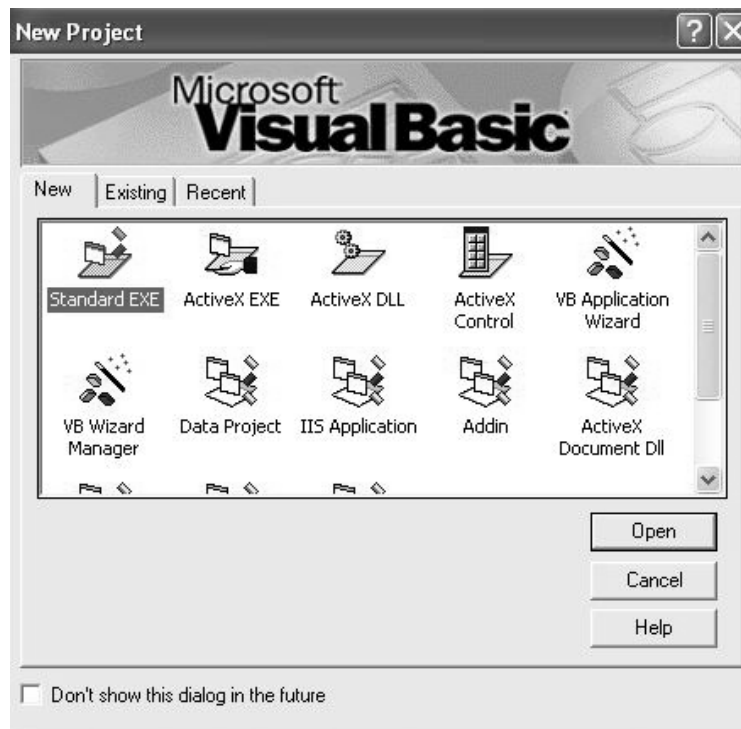 New Project
Microsoft
Visual Basic
New Existing Recent
Standard EXE ActiveX EXE ActiveX DLL ActiveX Control VB Application Wizard
VB Wizard Manager Data Project IIS Application Addin ActiveX Document Dll
Open
Cancel
Help
Don't show this dialog in the future